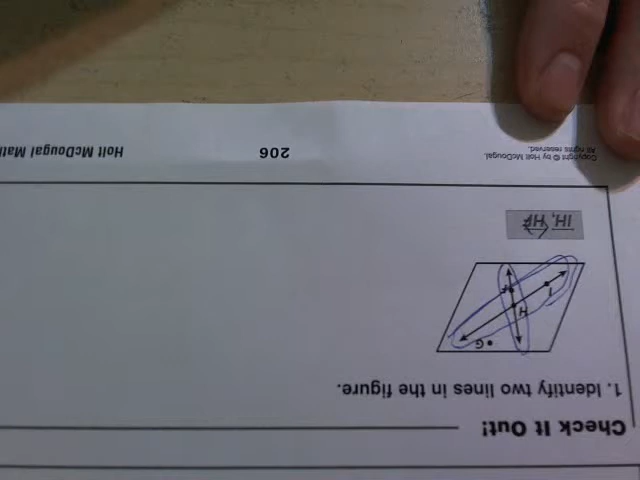 Check It Out!
1. Identify two lines in the figure.
G
H
F
I
IH, HF
Copyright © by Holt McDougal.
All rights reserved.
206
Holt McDougal Mat